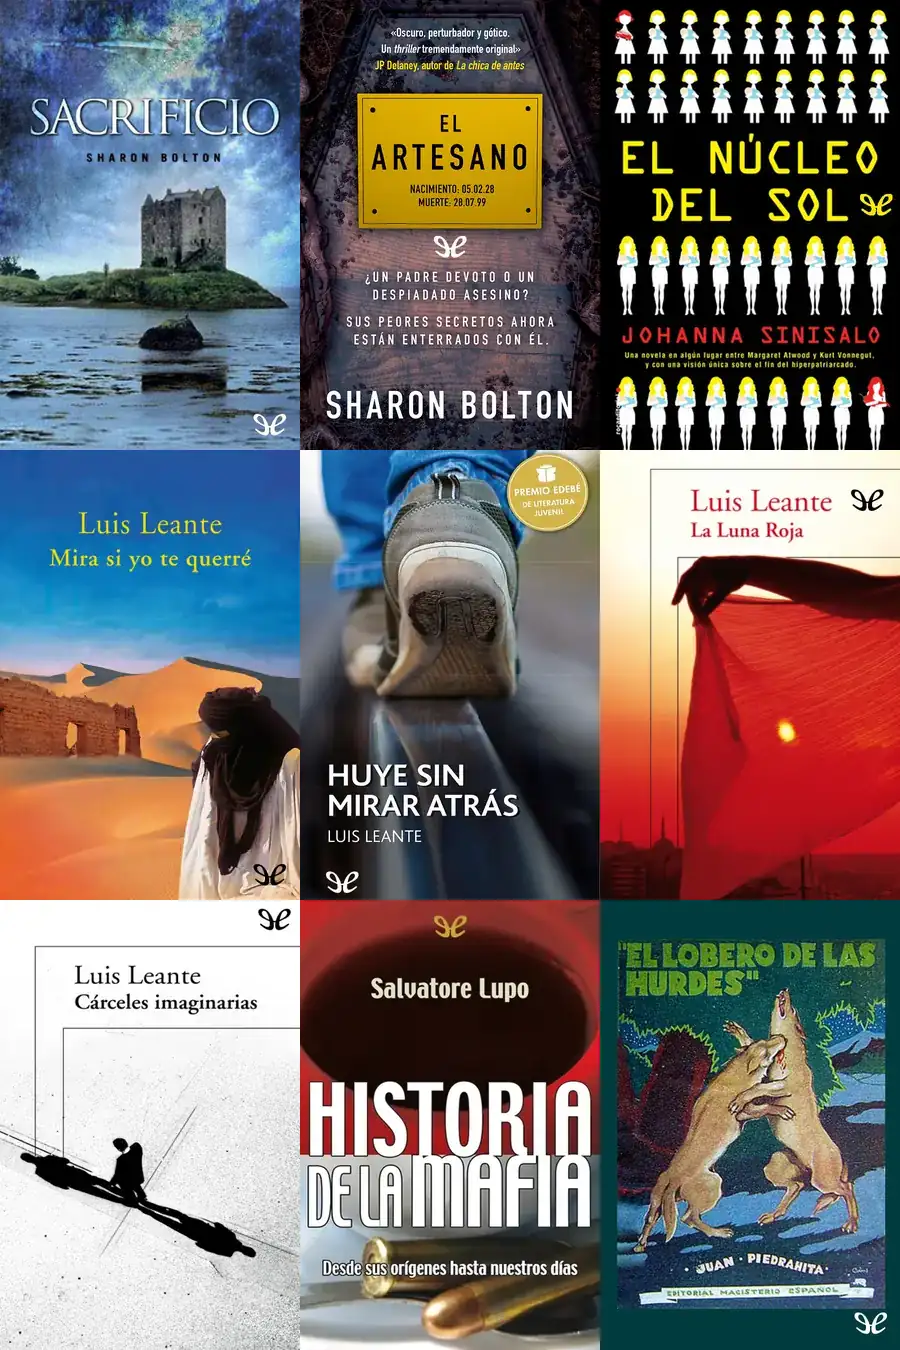 SACRIFICIO
SHARON BOLTON
«Oscuro, perturbador y gótico.
Un thriller tremendamente original»
JP Delaney, autor de La chica de antes
EL
ARTESANO
NACIMIENTO: 05.02.28
MUERTE: 28.07.99
¿UN PADRE DEVOTO O UN
DESPIADADO ASESINO?
SUS PEORES SECRETOS AHORA
ESTÁN ENTERRADOS CON ÉL.
SHARON BOLTON
EL NÚCLEO
DEL SOL
JOHANNA SINISALO
Una novela en algún lugar entre Margaret Atwood y Kurt Vonnegut,
y con una visión única sobre el fin del hiperpatriarcado.
Luis Leante
Mira si yo te querré
PREMIO EDEBÉ
DE LITERATURA
JUVENIL
HUYE SIN
MIRAR ATRÁS
LUIS LEANTE
Luis Leante
La Luna Roja
Luis Leante
Cárceles imaginarias
Salvatore Lupo
HISTORIA
DE LA MAFIA
Desde sus orígenes hasta nuestros días
"EL LOBERO DE LAS
HURDES"
·JUAN·PIEDRAHITA·
EDITORIAL MAGISTERIO ESPAÑOL